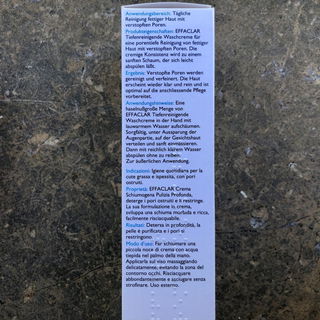 Anwendungsbereich: Tägliche
Reinigung fettiger Haut mit
verstopften Poren.
Produkteigenschaften: EFFACLAR
Tiefenreinigende Waschcreme für
eine porentiefe Reinigung von fettiger
Haut mit verstopften Poren. Die
cremige Konsistenz wird zu einem
sanften Schaum, der sich leicht
abspülen läßt.
Ergebnis: Verstopfte Poren werden
gereinigt und verfeinert. Die Haut
erscheint wieder klar und rein und ist
optimal auf die anschliessende Pflege
vorbereitet.
Anwendungshinweise: Eine
haselnußgroße Menge von
EFFACLAR Tiefenreinigende
Waschcreme in der Hand mit
lauwarmem Wasser aufschäumen.
Sorgfältig, unter Aussparung der
Augenpartie, auf der Gesichtshaut
verteilen und sanft einmassieren.
Dann mit reichlich klarem Wasser
abspülen ohne zu reiben.
Zur äußerlichen Anwendung.
Indicazioni: Igiene quotidiana per la
cute grassa e ispessita, con pori
ostruiti.
Proprietà: EFFACLAR Crema
Schiumogena Pulizia Profonda,
deterge i pori ostruiti e li restringe.
La sua formulazione in crema,
sviluppa una schiuma morbida e ricca,
facilmente risciacquabile.
Risultati: Detersa in profondità, la
pelle è purificata e i pori si
restringono.
Modo d'uso: Far schiumare una
piccola noce di crema con acqua
tiepida nel palmo della mano.
Applicarla sul viso massaggiando
delicatamente, evitando la zona del
contorno occhi. Risciacquare
abbondantemente e asciugare senza
strofinare. Uso esterno.